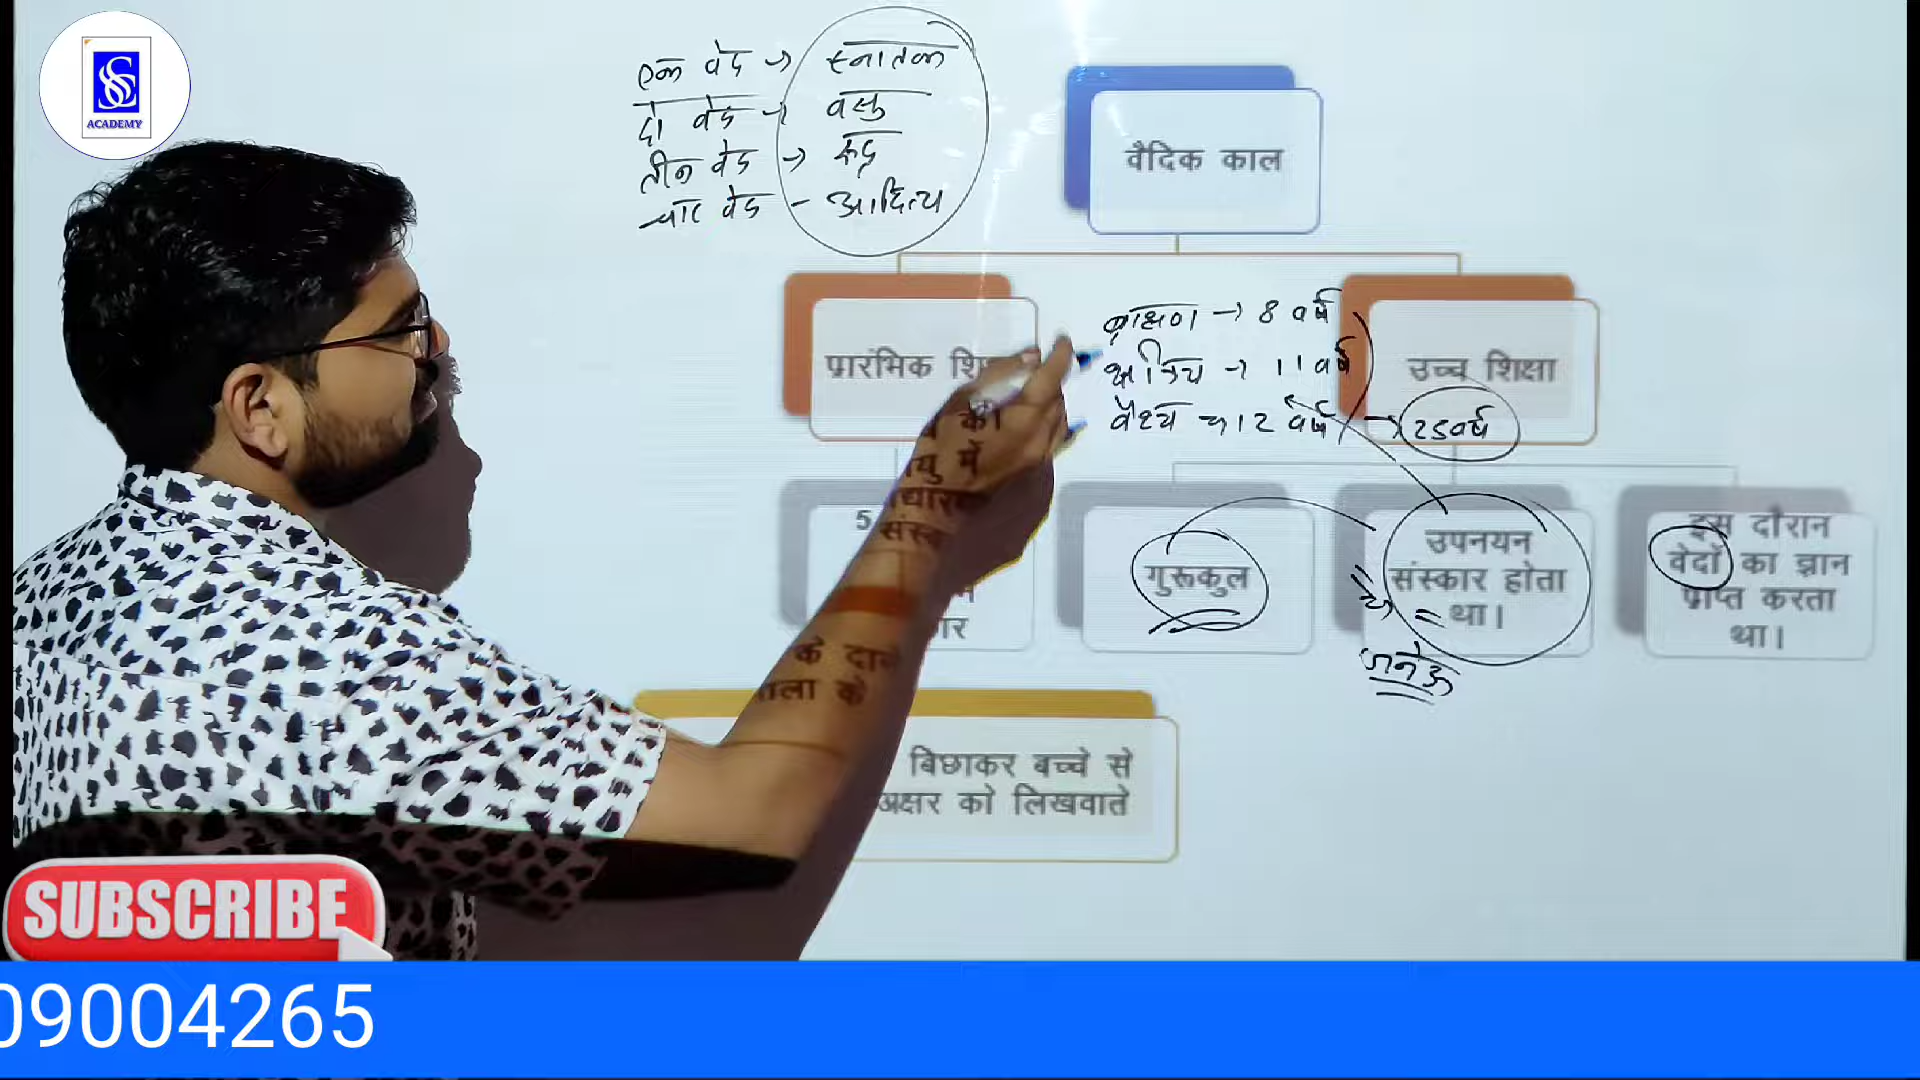 SS
ACADEMY
एक वेद → स्नातक
दो वेद → वसु
तीन वेद → रूद्र
चार वेद - आदित्य
वैदिक काल
प्रारंमिक
ब्राह्मण → 8 वर्ष
क्षत्रिय → 11 वर्ष
वैश्य → 12 वर्ष → 25 वर्ष
उच्च शिक्षा
5
की
में
गुरूकुल
उपनयन
संस्कार होता
था।
जनेऊ
इस दौरान
वेदों का ज्ञान
प्राप्त करता
था।
के
के
बिछाकर बच्चे से
अक्षर को लिखवाते
SUBSCRIBE
09004265